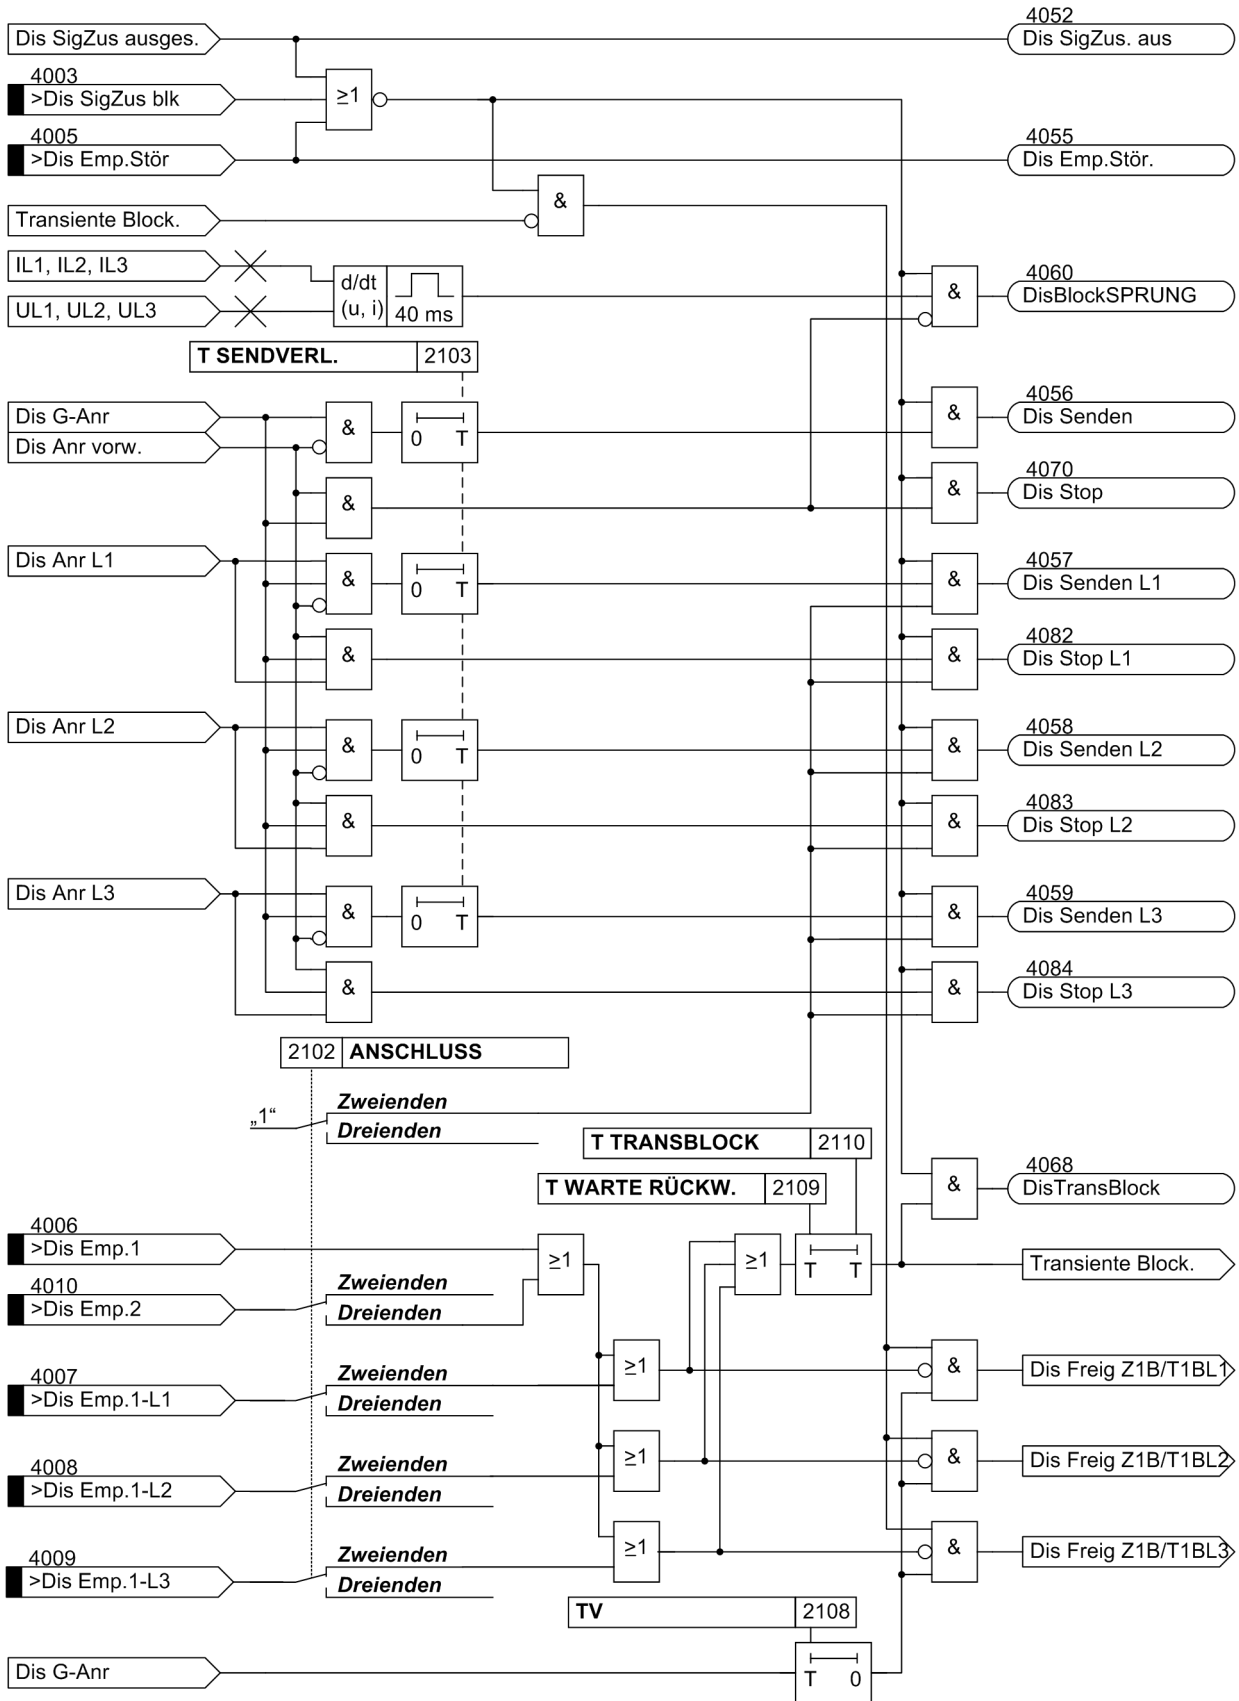 4052
Dis SigZus ausges.
Dis SigZus. aus
4003
>Dis SigZus blk
≥1
4005
4055
>Dis Emp.Stör
Dis Emp.Stör.
&
Transiente Block.
IL1, IL2, IL3
4060
d/dt
&
DisBlockSPRUNG
UL1, UL2, UL3
(u, i)
40 ms
T SENDVERL.
2103
4056
Dis G-Anr
&
&
Dis Senden
0 T
Dis Anr vorw.
4070
&
&
Dis Stop
4057
Dis Anr L1
&
0 T
&
Dis Senden L1
4082
&
&
Dis Stop L1
4058
Dis Anr L2
&
0 T
&
Dis Senden L2
4083
&
&
Dis Stop L2
4059
Dis Anr L3
&
0 T
&
Dis Senden L3
4084
&
&
Dis Stop L3
2102
ANSCHLUSS
Zweienden
„1“
Dreienden
T TRANSBLOCK
2110
4068
T WARTE RÜCKW.
2109
&
DisTransBlock
4006
>Dis Emp.1
≥1
≥1
T T
Transiente Block.
4010
Zweienden
>Dis Emp.2
Dreienden
4007
Zweienden
≥1
&
Dis Freig Z1B/T1BL1
>Dis Emp.1-L1
Dreienden
4008
Zweienden
≥1
&
Dis Freig Z1B/T1BL2
>Dis Emp.1-L2
Dreienden
4009
Zweienden
≥1
&
Dis Freig Z1B/T1BL3
>Dis Emp.1-L3
Dreienden
TV
2108
Dis G-Anr
T 0